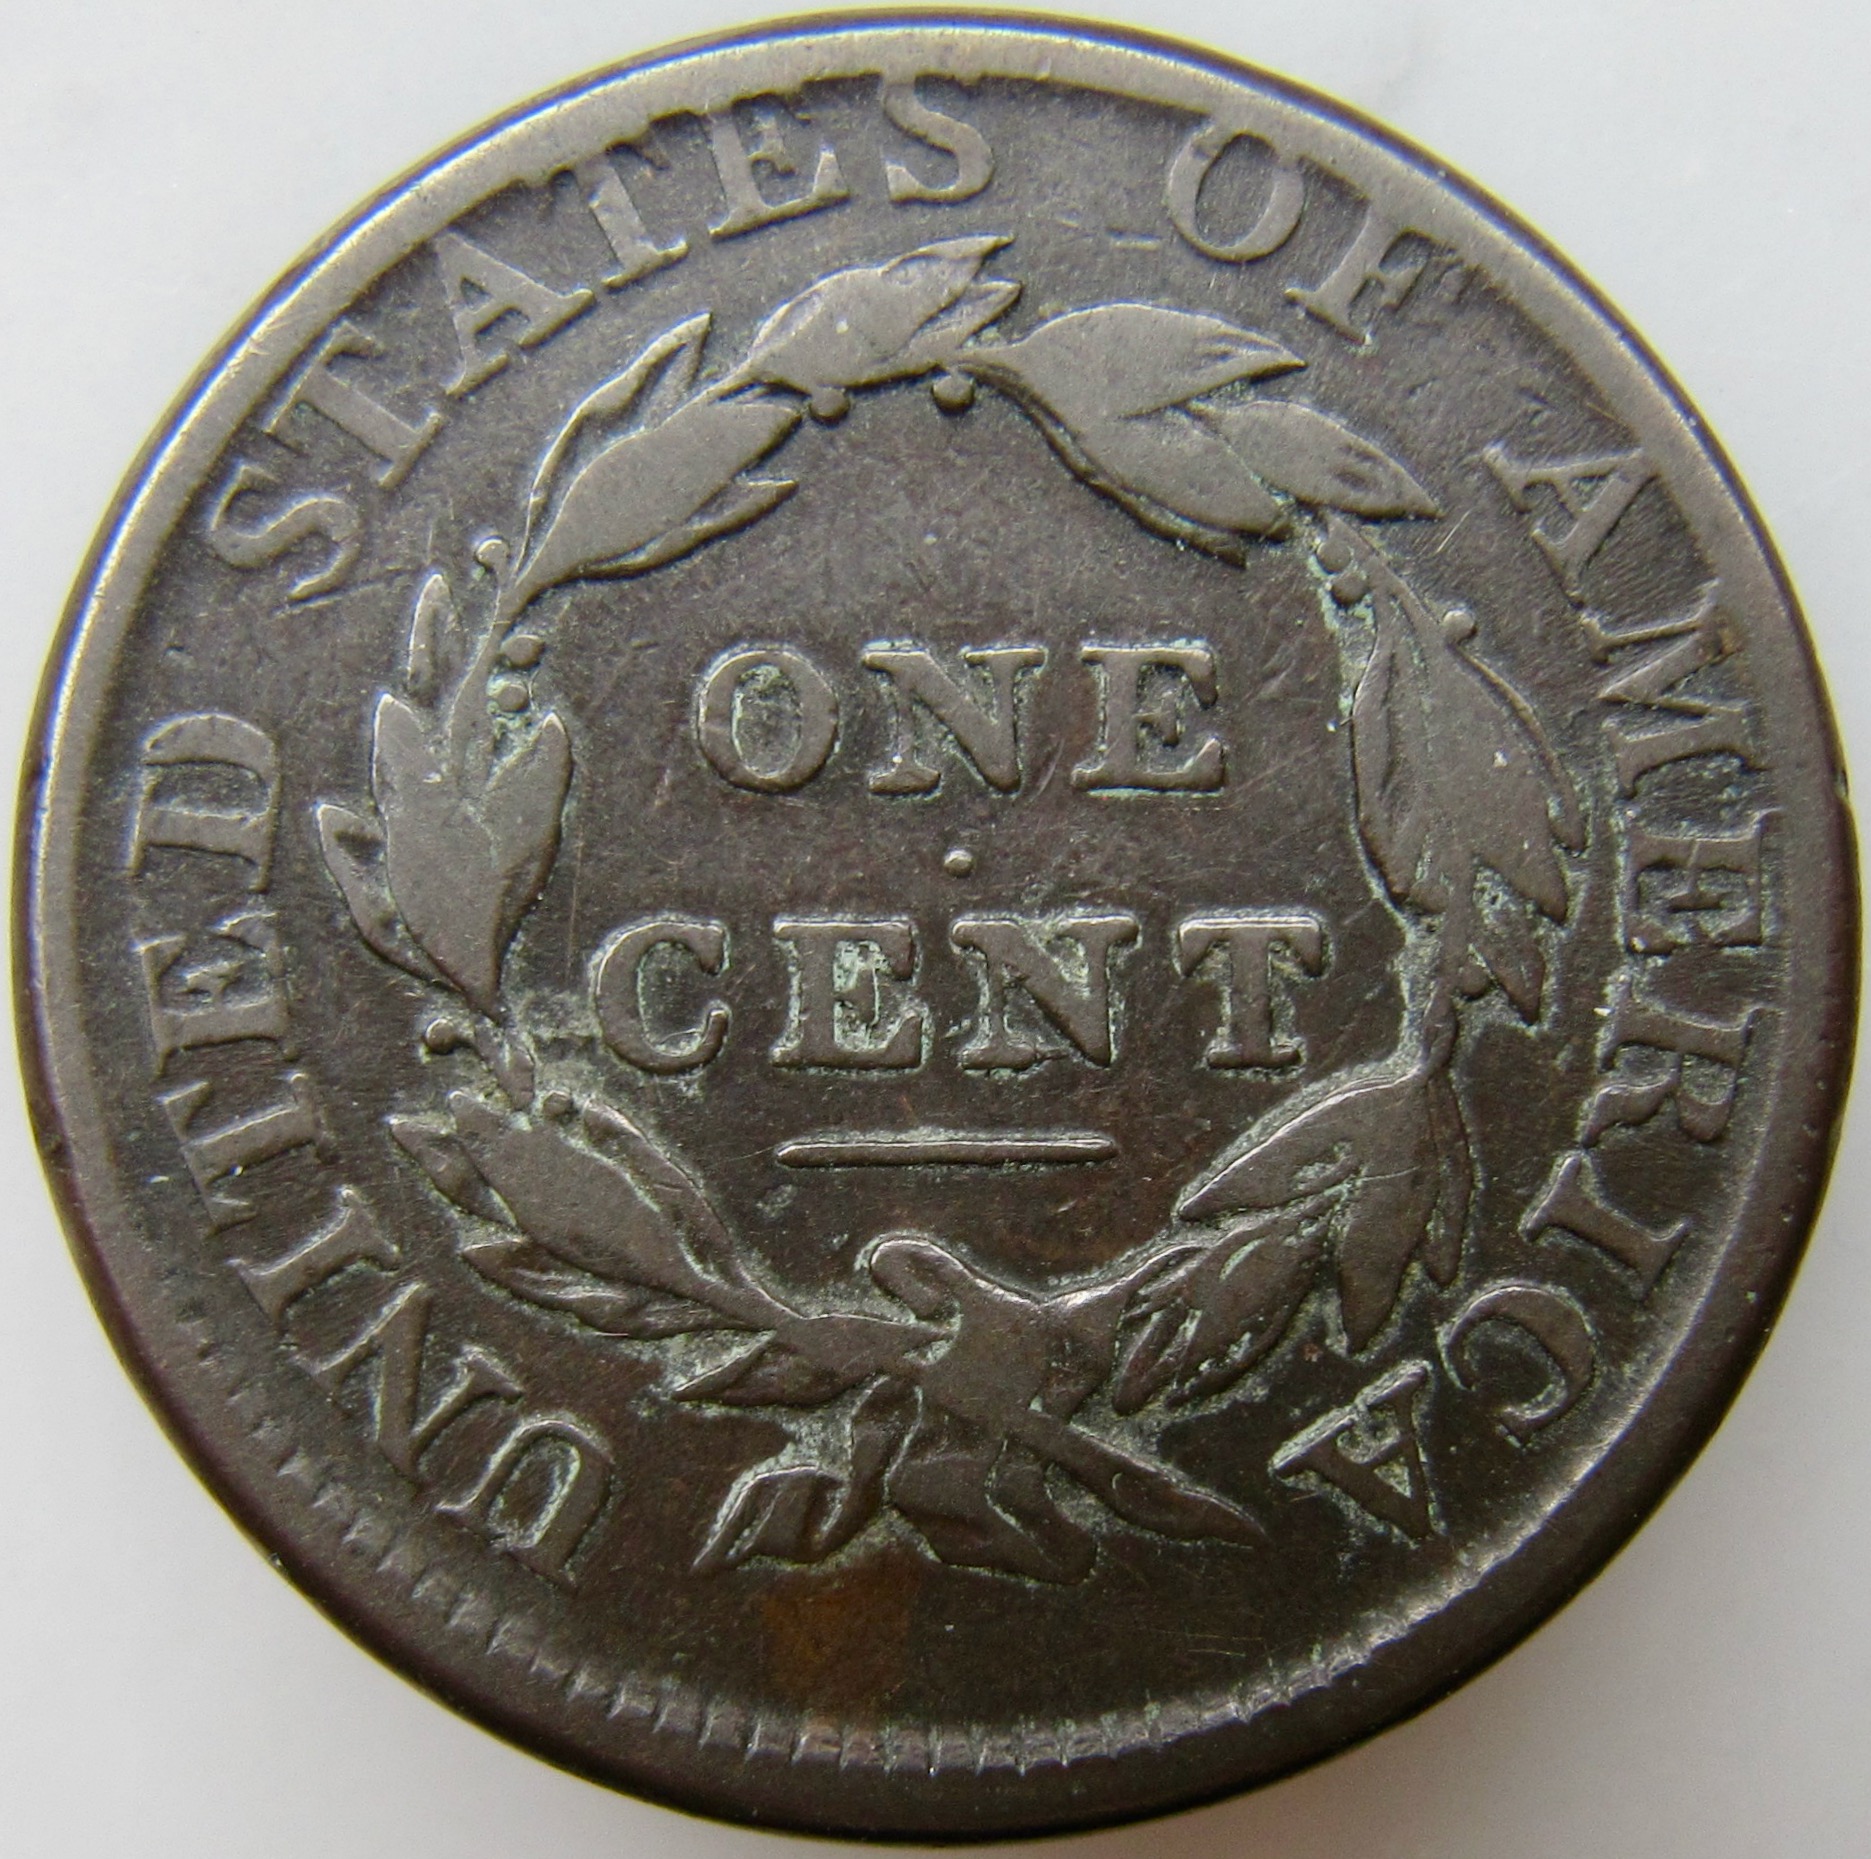 UNITED STATES OF AMERICA
ONE
CENT